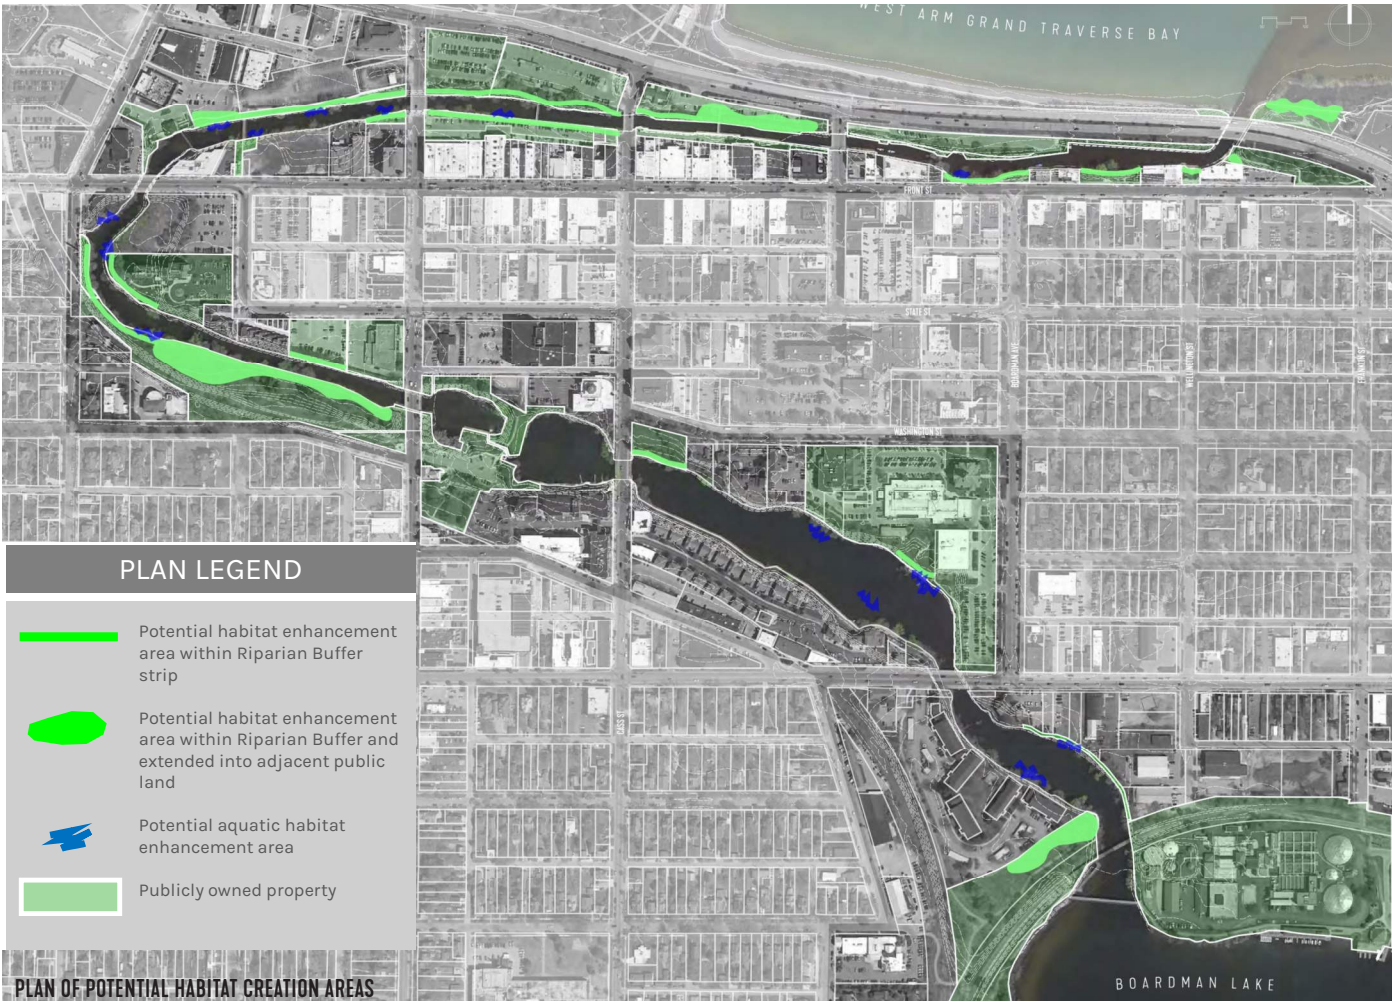 WEST ARM GRAND TRAVERSE BAY
FRONT ST
STATE ST
BOARDMAN AVE
WELLINGTON ST
FRANKLIN ST
WASHINGTON ST
CASS ST
PLAN LEGEND
Potential habitat enhancement
area within Riparian Buffer
strip
Potential habitat enhancement
area within Riparian Buffer and
extended into adjacent public
land
Potential aquatic habitat
enhancement area
Publicly owned property
PLAN OF POTENTIAL HABITAT CREATION AREAS
BOARDMAN LAKE